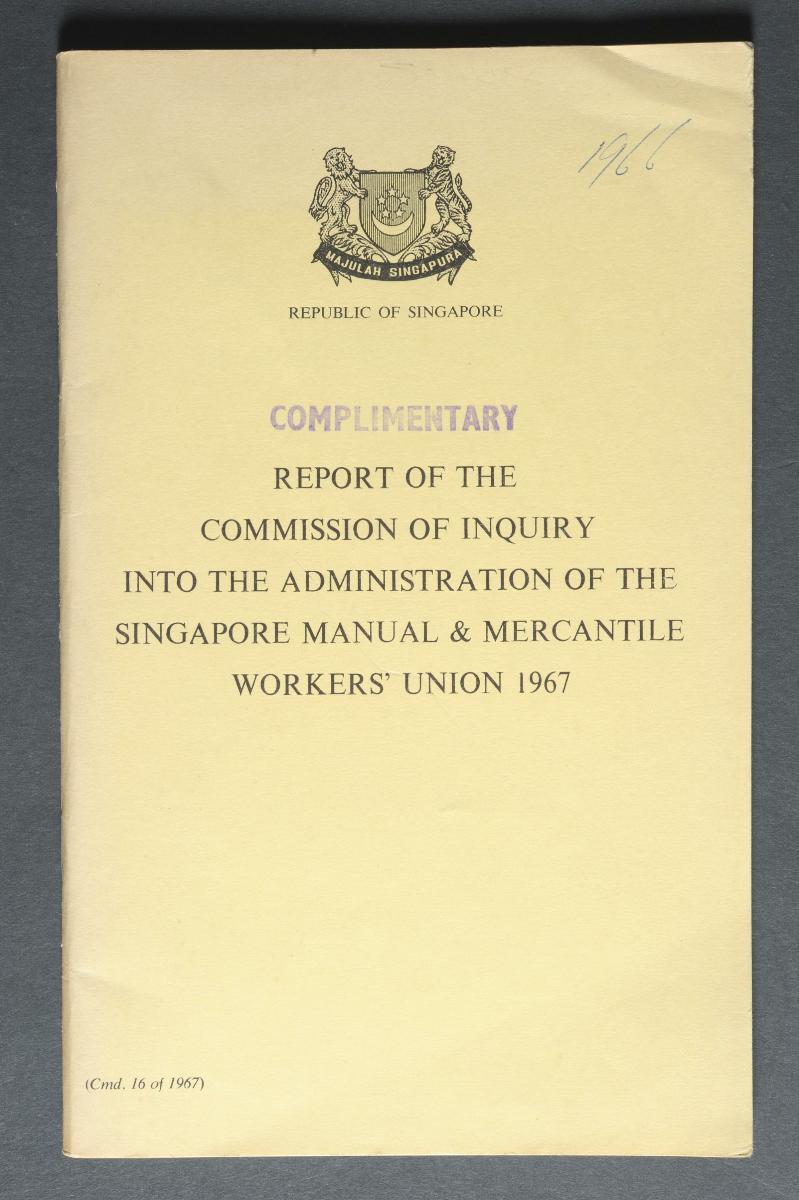 1966
MAJULAH SINGAPURA
REPUBLIC OF SINGAPORE
COMPLIMENTARY
REPORT OF THE
COMMISSION OF INQUIRY
INTO THE ADMINISTRATION OF THE
SINGAPORE MANUAL & MERCANTILE
WORKERS’ UNION 1967
(Cmd. 16 of 1967)